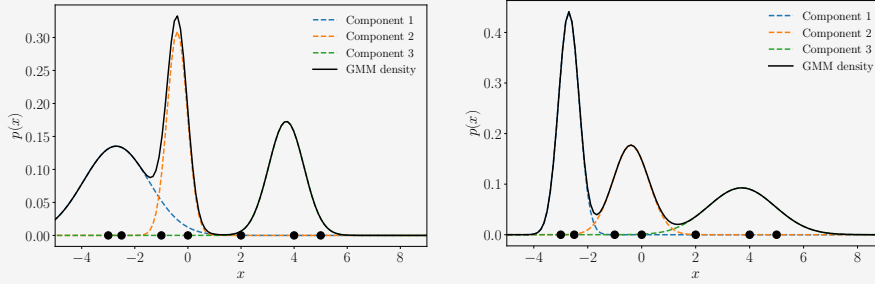 0.30
0.25
0.20
0.15
0.10
0.05
0.00
p(x)
−4 −2 0 2 4 6 8
x
Component 1
Component 2
Component 3
GMM density
0.4
0.3
0.2
0.1
0.0
p(x)
−4 −2 0 2 4 6 8
x
Component 1
Component 2
Component 3
GMM density